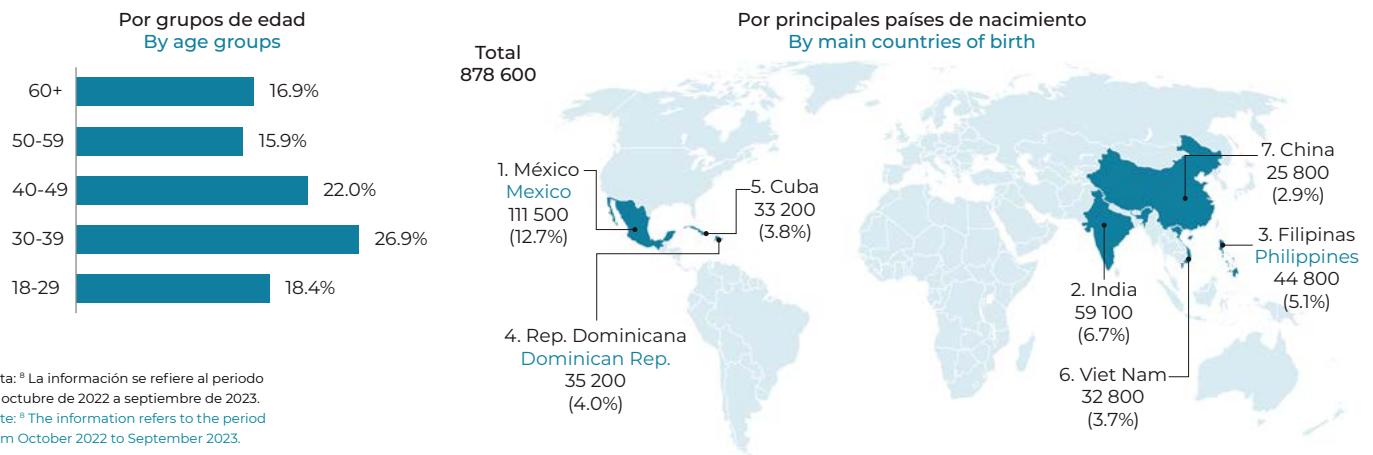 Por grupos de edad
By age groups
60+
16.9%
50-59
15.9%
40-49
22.0%
30-39
26.9%
18-29
18.4%
ta: ⁸ La información se refiere al periodo
octubre de 2022 a septiembre de 2023.
te: ⁸ The information refers to the period
m October 2022 to September 2023.
Por principales países de nacimiento
By main countries of birth
Total
878 600
1. México
Mexico
111 500
(12.7%)
5. Cuba
33 200
(3.8%)
4. Rep. Dominicana
Dominican Rep.
35 200
(4.0%)
7. China
25 800
(2.9%)
3. Filipinas
Philippines
44 800
(5.1%)
2. India
59 100
(6.7%)
6. Viet Nam
32 800
(3.7%)